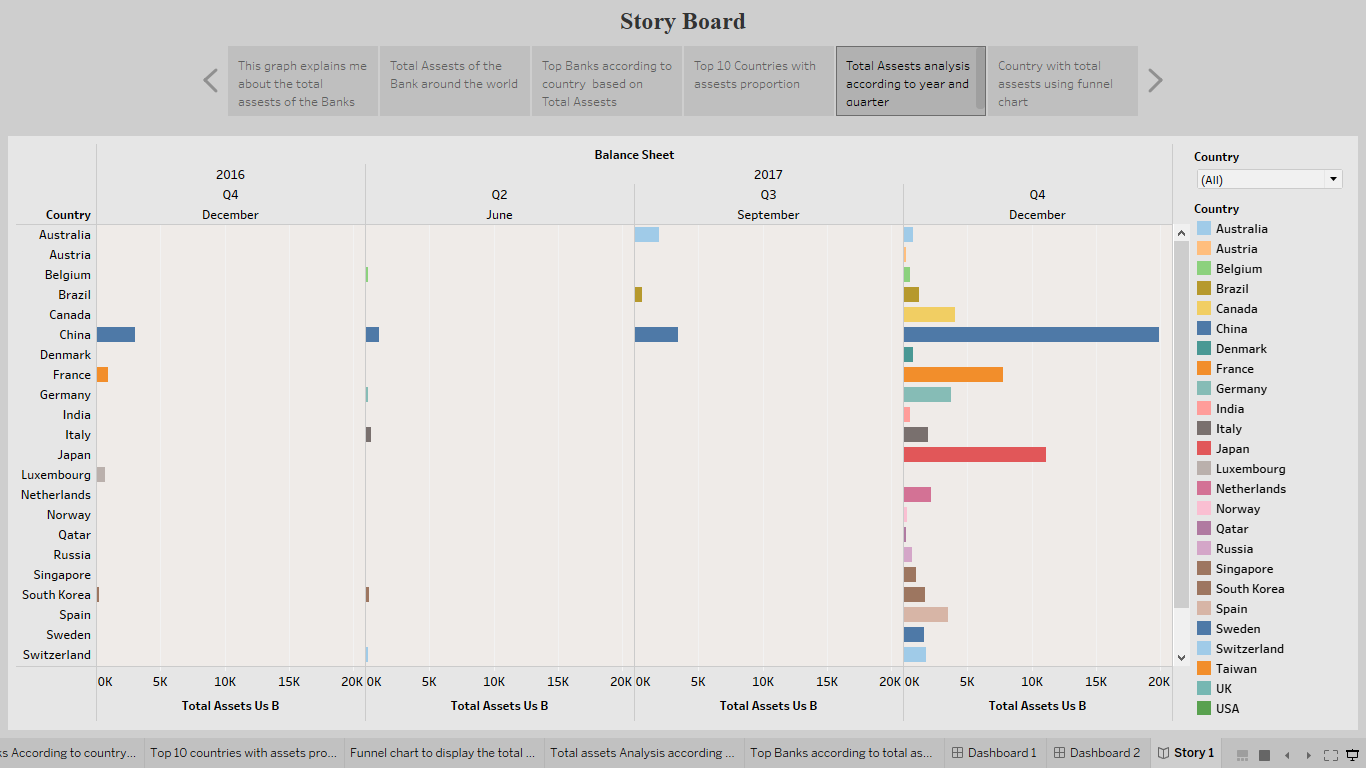 Story Board
This graph explains me
about the total
assests of the Banks
Total Assests of the
Bank around the world
Top Banks according to
country based on
Total Assests
Top 10 Countries with
assests proportion
Total Assests analysis
according to year and
quarter
Country with total
assests using funnel
chart
Balance Sheet
2016
2017
Q4
Q2
Q3
Q4
Country
December
June
September
December
Australia
Austria
Belgium
Brazil
Canada
China
Denmark
France
Germany
India
Italy
Japan
Luxembourg
Netherlands
Norway
Qatar
Russia
Singapore
South Korea
Spain
Sweden
Switzerland
0K 5K 10K 15K 20K
0K 5K 10K 15K 20K
0K 5K 10K 15K 20K
0K 5K 10K 15K 20K
Total Assets Us B
Total Assets Us B
Total Assets Us B
Total Assets Us B
Country
(All)
Country
Australia
Austria
Belgium
Brazil
Canada
China
Denmark
France
Germany
India
Italy
Japan
Luxembourg
Netherlands
Norway
Qatar
Russia
Singapore
South Korea
Spain
Sweden
Switzerland
Taiwan
UK
USA
ks According to country...
Top 10 countries with assets pro...
Funnel chart to display the total ...
Total assets Analysis according ...
Top Banks according to total as...
Dashboard 1
Dashboard 2
Story 1